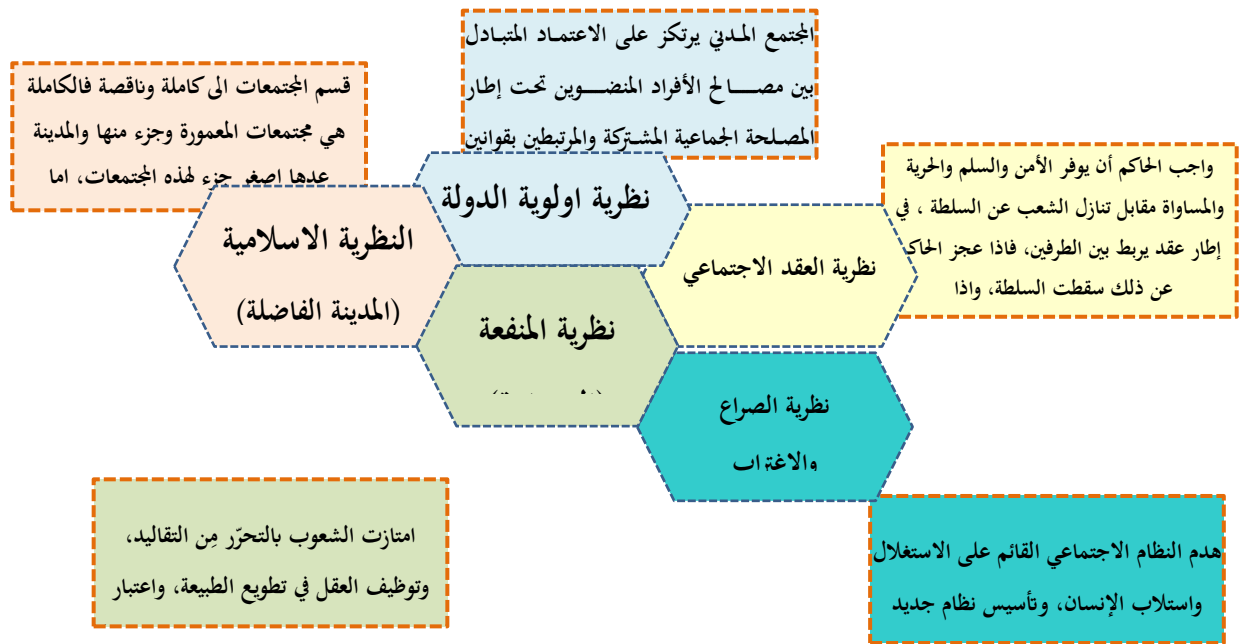 المجتمع المدني يرتكز على الاعتماد المتبادل
بين مصالح الأفراد المنضوين تحت إطار
المصلحة الجماعية المشتركة والمرتبطين بقوانين
قسم المجتمعات الى كاملة وناقصة فالكاملة
هي مجتمعات المعمورة وجزء منها والمدينة
عدها اصغر جزء لهذه المجتمعات، اما
واجب الحاكم أن يوفر الأمن والسلم والحرية
والمساواة مقابل تنازل الشعب عن السلطة ، في
إطار عقد يربط بين الطرفين، فاذا عجز الحاكم
عن ذلك سقطت السلطة، واذا
نظرية اولوية الدولة
النظرية الاسلامية
(المدينة الفاضلة)
نظرية العقد الاجتماعي
نظرية المنفعة
نظرية الصراع
والاغتراب
امتازت الشعوب بالتحرّر مِن التقاليد،
وتوظيف العقل في تطويع الطبيعة، واعتبار
هدم النظام الاجتماعي القائم على الاستغلال
واستلاب الإنسان، وتأسيس نظام جديد